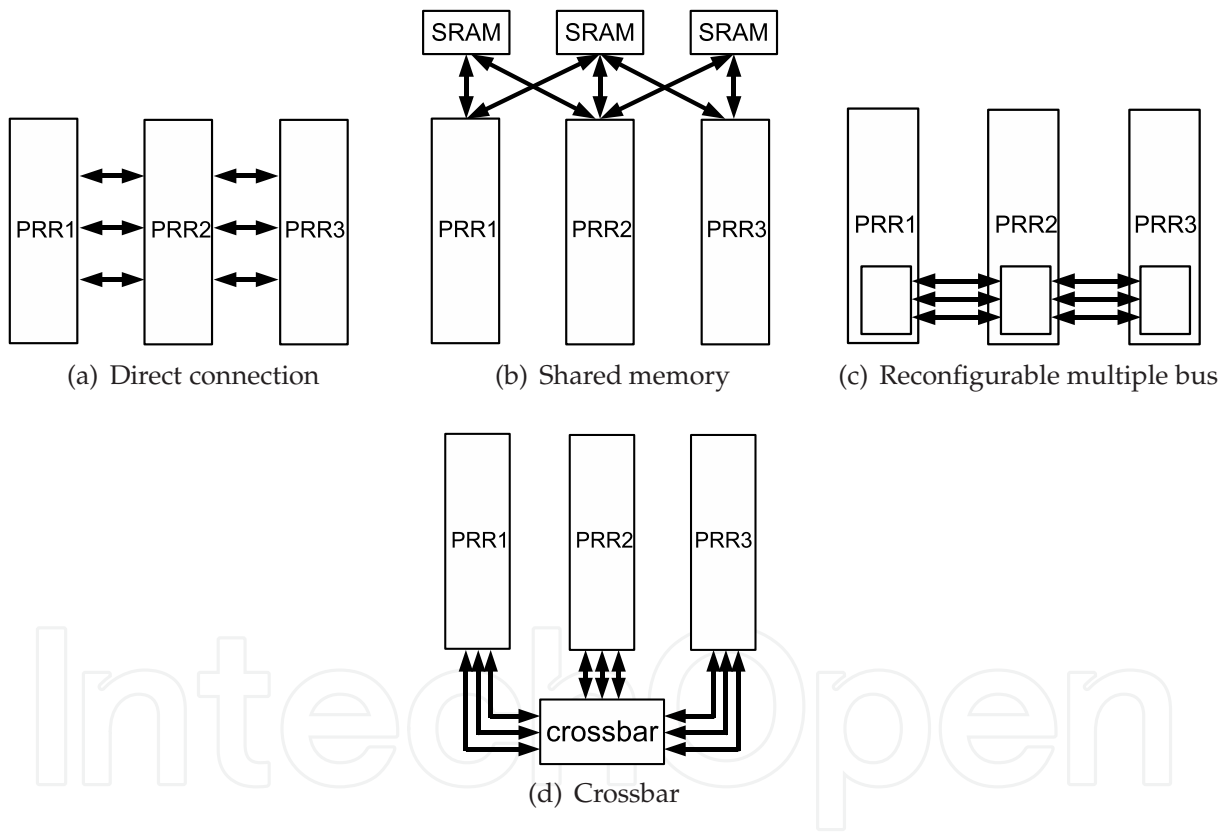 SRAM SRAM SRAM
PRR1 PRR2 PRR3
PRR1 PRR2 PRR3
PRR1 PRR2 PRR3
(a) Direct connection
(b) Shared memory
(c) Reconfigurable multiple bus
PRR1 PRR2 PRR3
crossbar
(d) Crossbar
IntechOpen